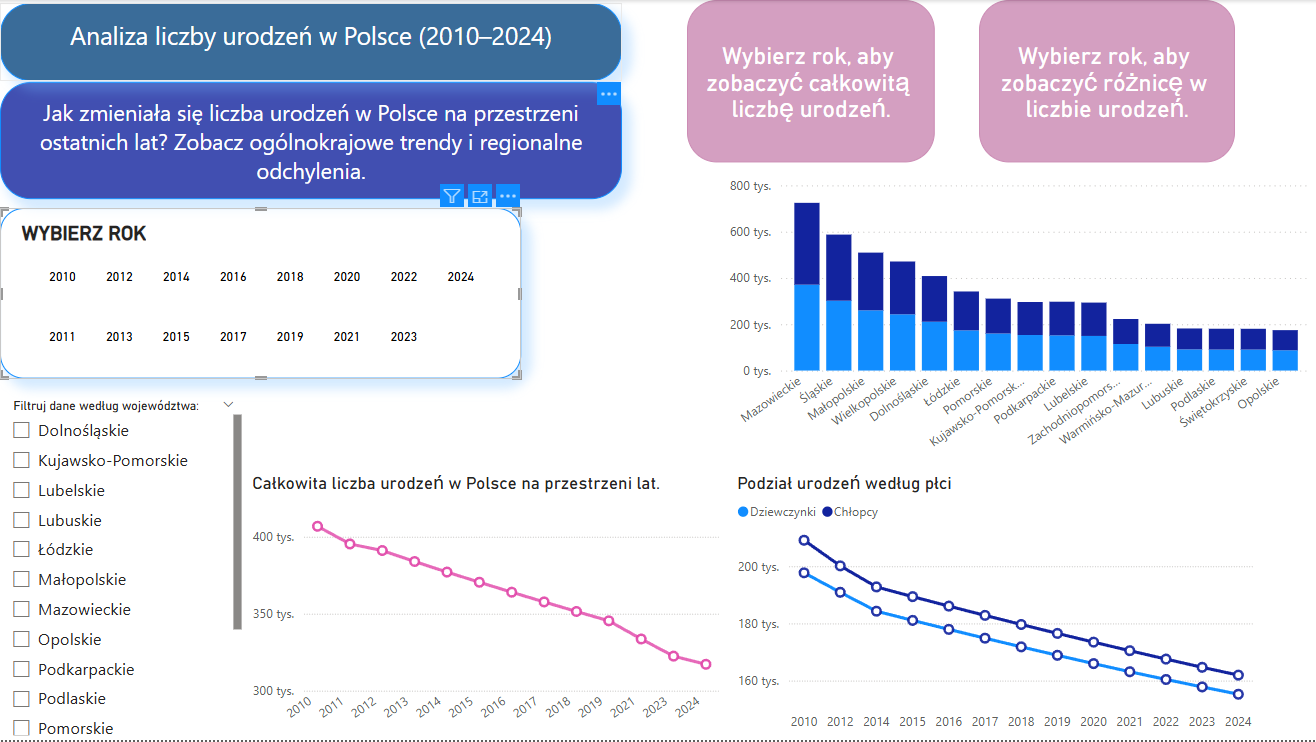 Analiza liczby urodzeń w Polsce (2010–2024)
Jak zmieniała się liczba urodzeń w Polsce na przestrzeni
ostatnich lat? Zobacz ogólnokrajowe trendy i regionalne
odchylenia.
Wybierz rok, aby
zobaczyć całkowitą
liczbę urodzeń.
Wybierz rok, aby
zobaczyć różnicę w
liczbie urodzeń.
WYBIERZ ROK
2010 2012 2014 2016 2018 2020 2022 2024
2011 2013 2015 2017 2019 2021 2023
800 tys.
600 tys.
400 tys.
200 tys.
0 tys.
Mazowieckie
Śląskie
Małopolskie
Wielkopolskie
Dolnośląskie
Łódzkie
Pomorskie
Kujawsko-Pomorsk...
Podkarpackie
Lubelskie
Zachodniopomors...
Warmińsko-Mazur...
Lubuskie
Podlaskie
Świętokrzyskie
Opolskie
Filtruj dane według województwa:
Dolnośląskie
Kujawsko-Pomorskie
Lubelskie
Lubuskie
Łódzkie
Małopolskie
Mazowieckie
Opolskie
Podkarpackie
Podlaskie
Pomorskie
Całkowita liczba urodzeń w Polsce na przestrzeni lat.
400 tys.
350 tys.
300 tys.
2010 2011 2012 2013 2014 2015 2016 2017 2018 2019 2021 2023 2024
Podział urodzeń według płci
Dziewczynki Chłopcy
200 tys.
180 tys.
160 tys.
2010 2012 2014 2015 2016 2017 2018 2019 2020 2021 2022 2023 2024